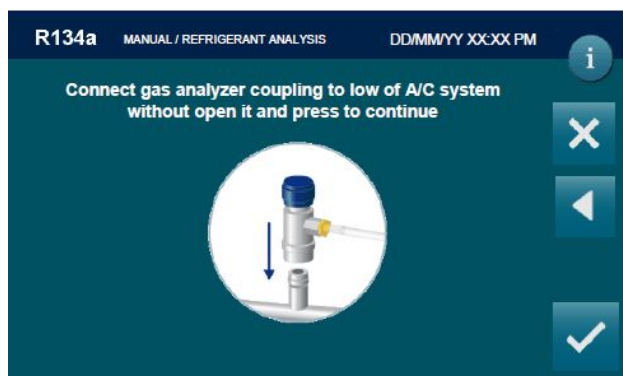 R134a MANUAL / REFRIGERANT ANALYSIS DD/MM/YY XX:XX PM
i
Connect gas analyzer coupling to low of A/C system
without open it and press to continue